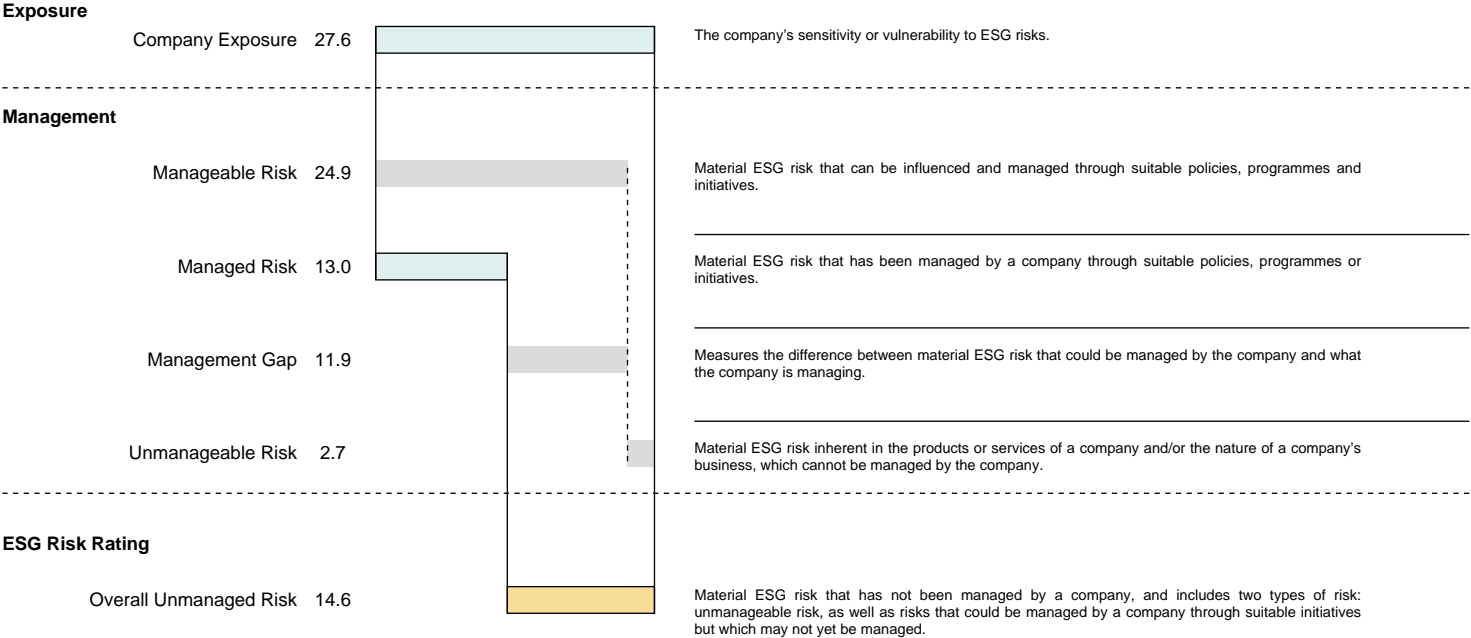 Exposure
Company Exposure 27.6
The company’s sensitivity or vulnerability to ESG risks.
Management
Manageable Risk 24.9
Material ESG risk that can be influenced and managed through suitable policies, programmes and
initiatives.
Managed Risk 13.0
Material ESG risk that has been managed by a company through suitable policies, programmes or
initiatives.
Management Gap 11.9
Measures the difference between material ESG risk that could be managed by the company and what
the company is managing.
Unmanageable Risk 2.7
Material ESG risk inherent in the products or services of a company and/or the nature of a company’s
business, which cannot be managed by the company.
ESG Risk Rating
Overall Unmanaged Risk 14.6
Material ESG risk that has not been managed by a company, and includes two types of risk:
unmanageable risk, as well as risks that could be managed by a company through suitable initiatives
but which may not yet be managed.